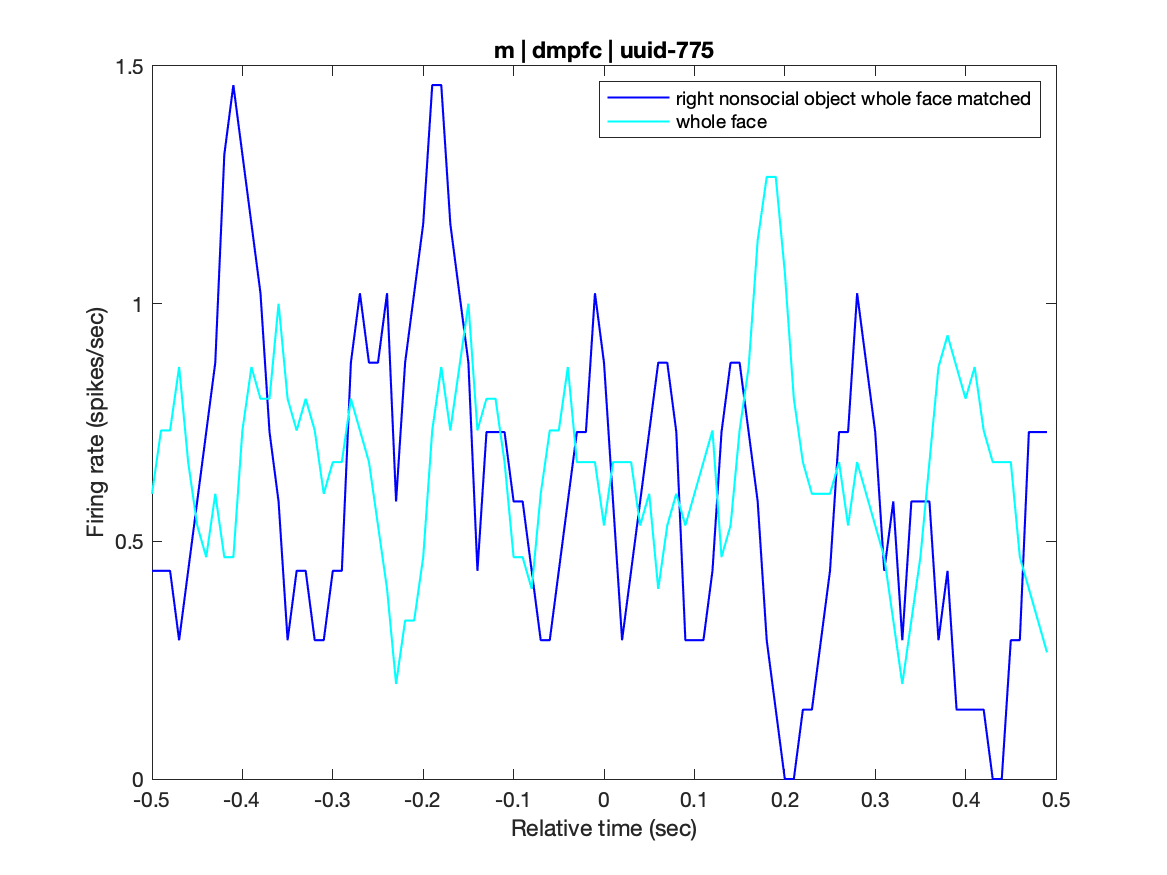 m | dmpfc | uuid-775
right nonsocial object whole face matched
whole face
Firing rate (spikes/sec)
1.5
1
0.5
0
-0.5 -0.4 -0.3 -0.2 -0.1 0 0.1 0.2 0.3 0.4 0.5
Relative time (sec)